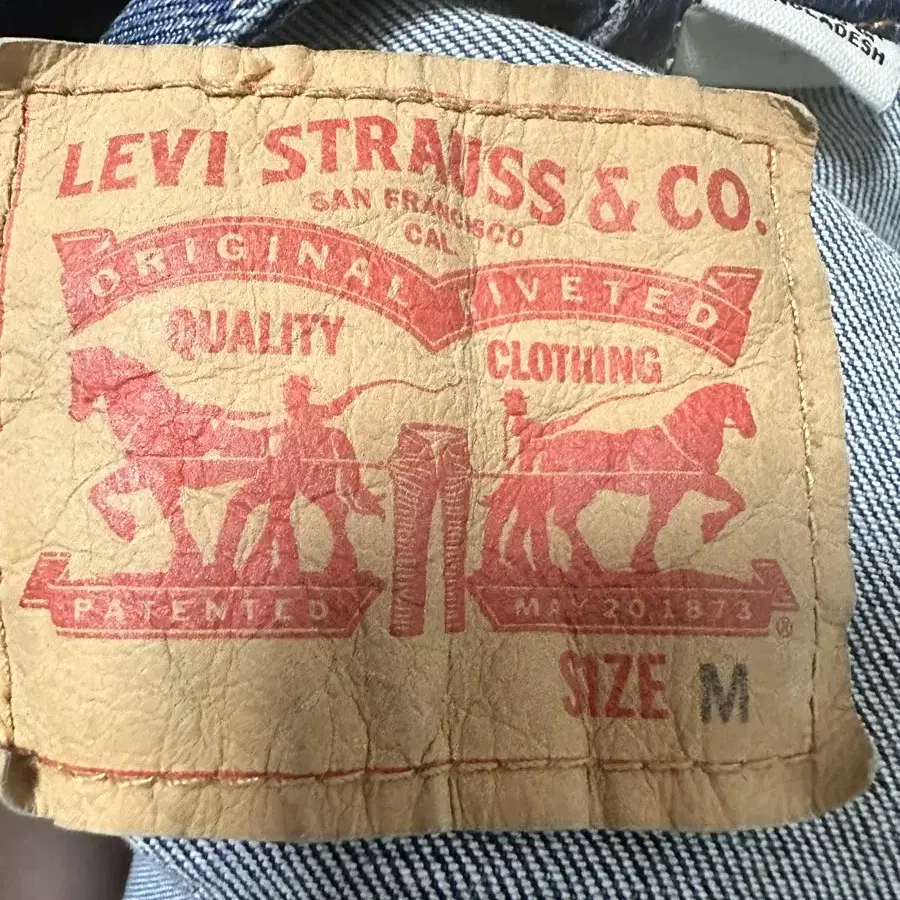 LEVI STRAUSS & CO.
SAN FRANCISCO
CAL
ORIGINAL RIVETED
QUALITY CLOTHING
PATENTED MAY 20 1873 ®
SIZE M